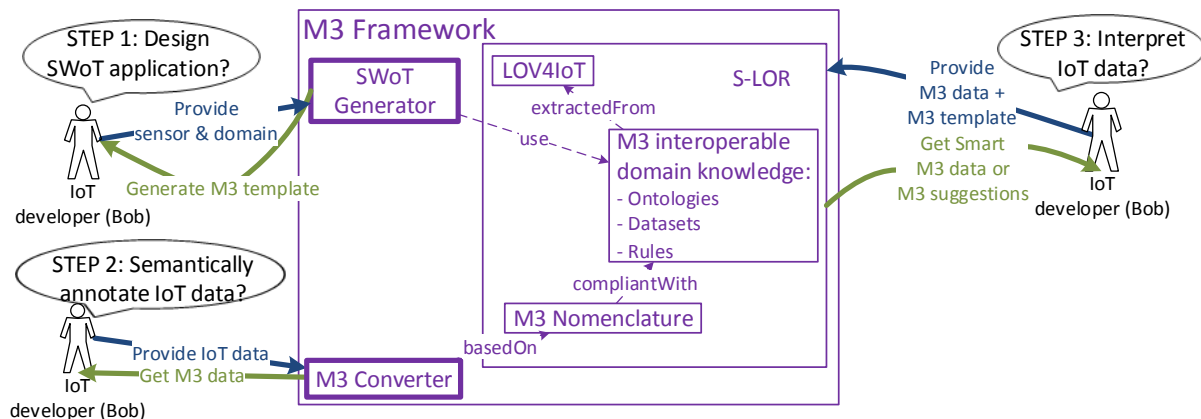 STEP 1: Design
SWoT application?
IoT
developer (Bob)
Provide
sensor & domain
Generate M3 template
STEP 2: Semantically
annotate IoT data?
IoT
developer (Bob)
Provide IoT data
Get M3 data
M3 Framework
SWoT
Generator
use
M3 Converter
basedOn
S-LOR
LOV4IoT
extractedFrom
M3 interoperable
domain knowledge:
- Ontologies
- Datasets
- Rules
compliantWith
M3 Nomenclature
STEP 3: Interpret
IoT data?
Provide
M3 data +
M3 template
Get Smart
M3 data or
M3 suggestions
IoT
developer (Bob)